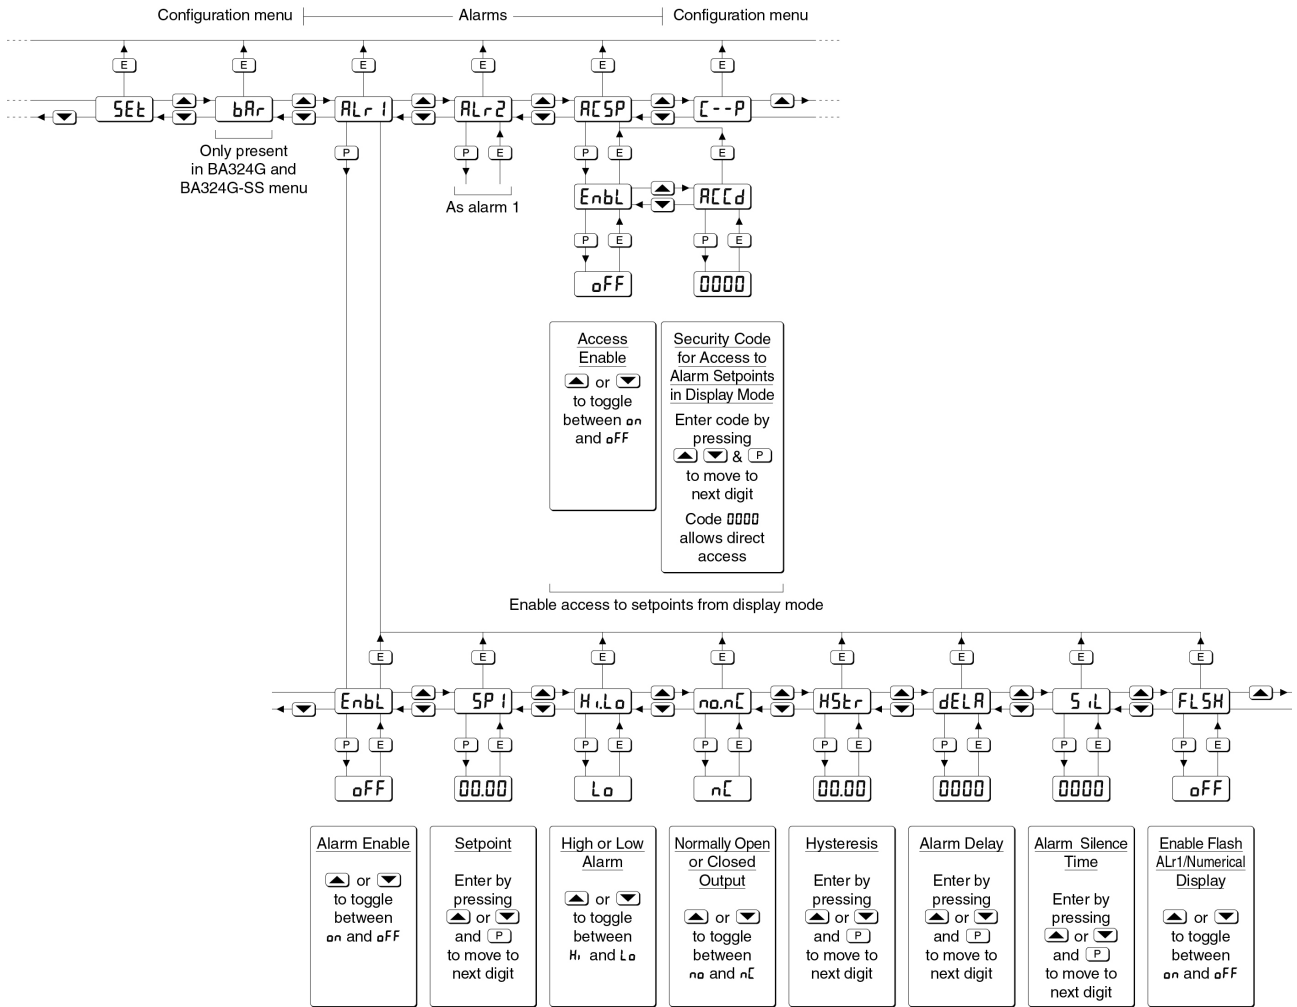 Configuration menu Alarms Configuration menu
E E E E E E
SEt bAr ALr1 ALr2 ACSP C--P
Only present
in BA324G and
BA324G-SS menu
P P E P E E
As alarm 1
EnbL ACCd
P E P E
oFF 0000
Access
Enable
or
to toggle
between on
and oFF
Security Code
for Access to
Alarm Setpoints
in Display Mode
Enter code by
pressing
& P
to move to
next digit
Code 0000
allows direct
access
Enable access to setpoints from display mode
E E E E E E E E
EnbL SP1 Hi.Lo no.nC HStr dELA SiL FLSH
P E P E P E P E P E P E P E P E
oFF 00.00 Lo nC 00.00 0000 0000 oFF
Alarm Enable
or
to toggle
between
on and oFF
Setpoint
Enter by
pressing
or
and P
to move to
next digit
High or Low
Alarm
or
to toggle
between
Hi and Lo
Normally Open
or Closed
Output
or
to toggle
between
no and nC
Hysteresis
Enter by
pressing
or
and P
to move to
next digit
Alarm Delay
Enter by
pressing
or
and P
to move to
next digit
Alarm Silence
Time
Enter by
pressing
or
and P
to move to
next digit
Enable Flash
ALr1/Numerical
Display
or
to toggle
between
on and oFF